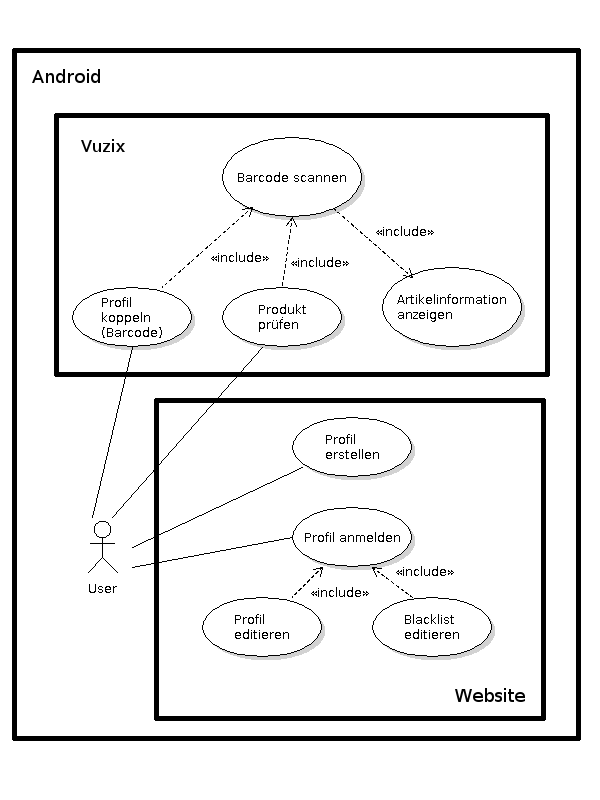 Android
Vuzix
Barcode scannen
«include»
«include»
«include»
Profil
koppeln
(Barcode)
Produkt
prüfen
Artikelinformation
anzeigen
Profil
erstellen
Profil anmelden
User
«include»
«include»
Profil
editieren
Blacklist
editieren
Website